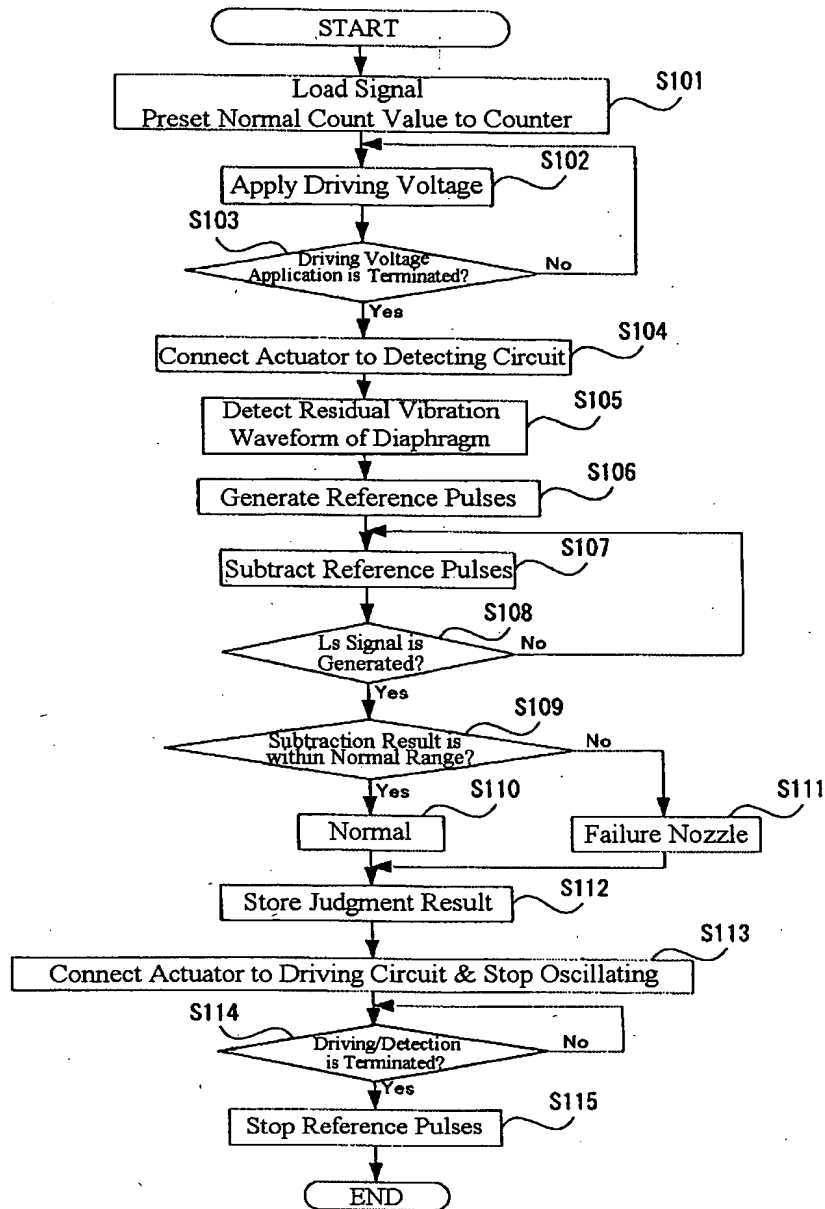 START
Load Signal
Preset Normal Count Value to Counter
S101
Apply Driving Voltage
S102
S103
Driving Voltage
Application is Terminated?
No
Yes
Connect Actuator to Detecting Circuit
S104
Detect Residual Vibration
Waveform of Diaphragm
S105
Generate Reference Pulses
S106
Subtract Reference Pulses
S107
Ls Signal is
Generated?
S108
No
Yes
Subtraction Result is
within Normal Range?
S109
No
Yes
Normal
S110
Failure Nozzle
S111
Store Judgment Result
S112
Connect Actuator to Driving Circuit & Stop Oscillating
S113
S114
Driving/Detection
is Terminated?
No
Yes
Stop Reference Pulses
S115
END